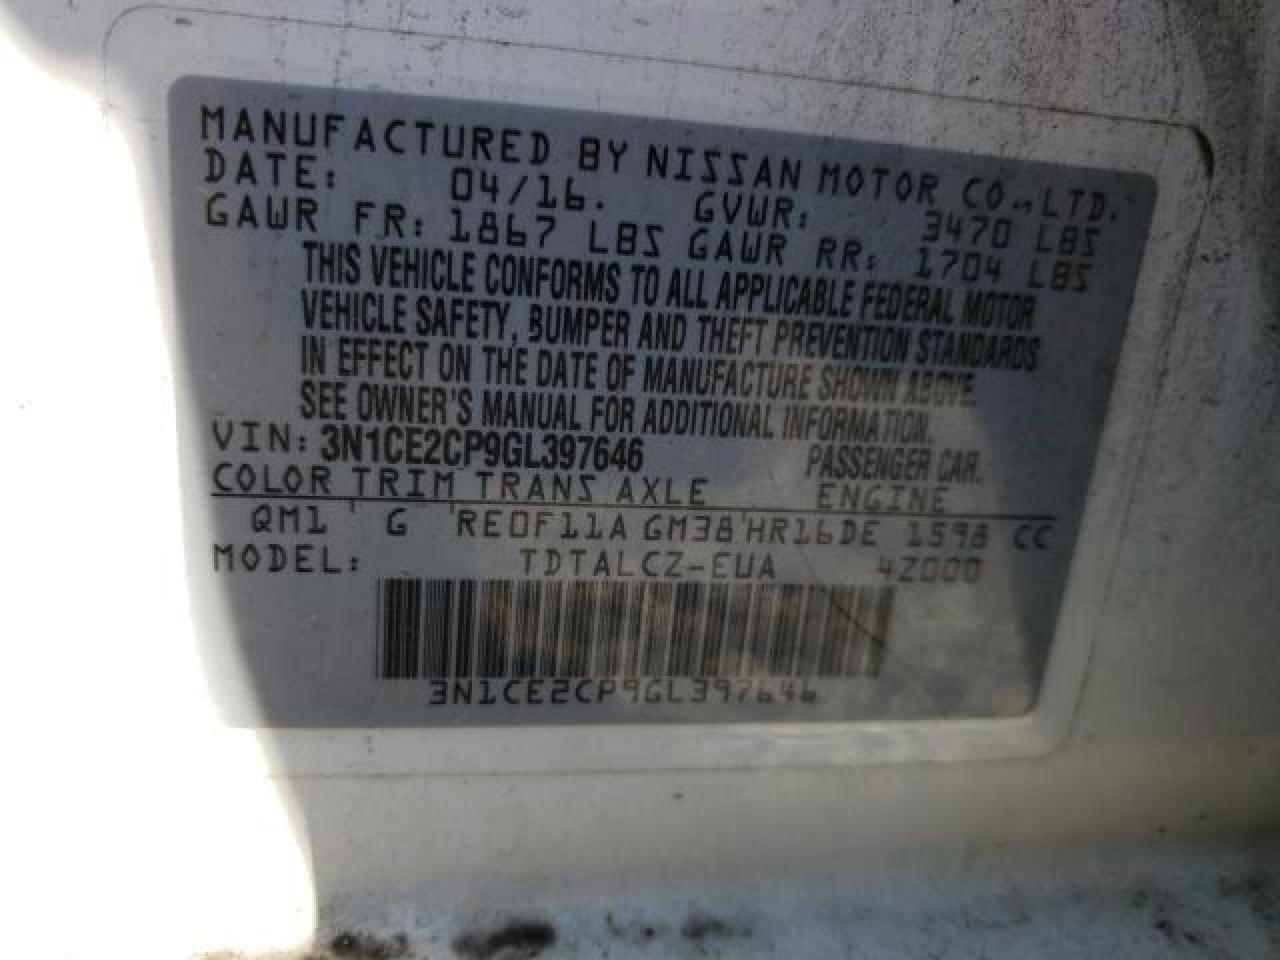 MANUFACTURED BY NISSAN MOTOR CO., LTD.
DATE: 04/16. GVWR: 3470 LBS
GAWR FR: 1867 LBS GAWR RR: 1704 LBS
THIS VEHICLE CONFORMS TO ALL APPLICABLE FEDERAL MOTOR
VEHICLE SAFETY, BUMPER AND THEFT PREVENTION STANDARDS
IN EFFECT ON THE DATE OF MANUFACTURE SHOWN ABOVE.
SEE OWNER'S MANUAL FOR ADDITIONAL INFORMATION.
VIN: 3N1CE2CP9GL397646 PASSENGER CAR.
COLOR TRIM TRANS AXLE ENGINE
QM1 ' G 'RE0F11A GM38'HR16DE 1598 CC
MODEL: TDTALCZ-EUA 4Z000
3N1CE2CP9GL397646